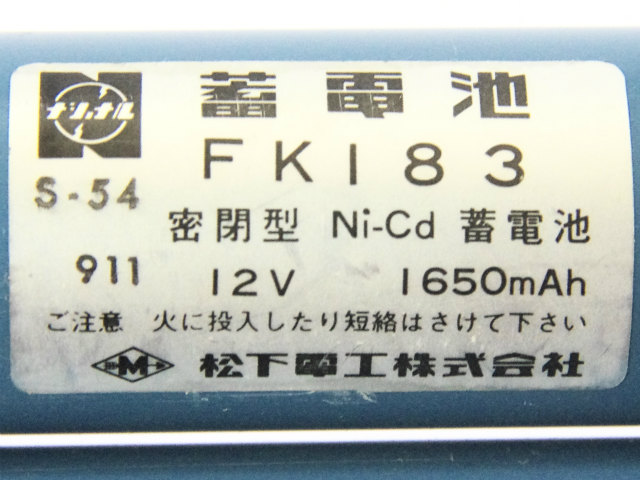 ナショナル 蓄電池
FK183
S-54
密閉型 Ni-Cd 蓄電池
911 12V 1650mAh
ご注意 火に投入したり短絡はさけて下さい
M 松下電工株式会社